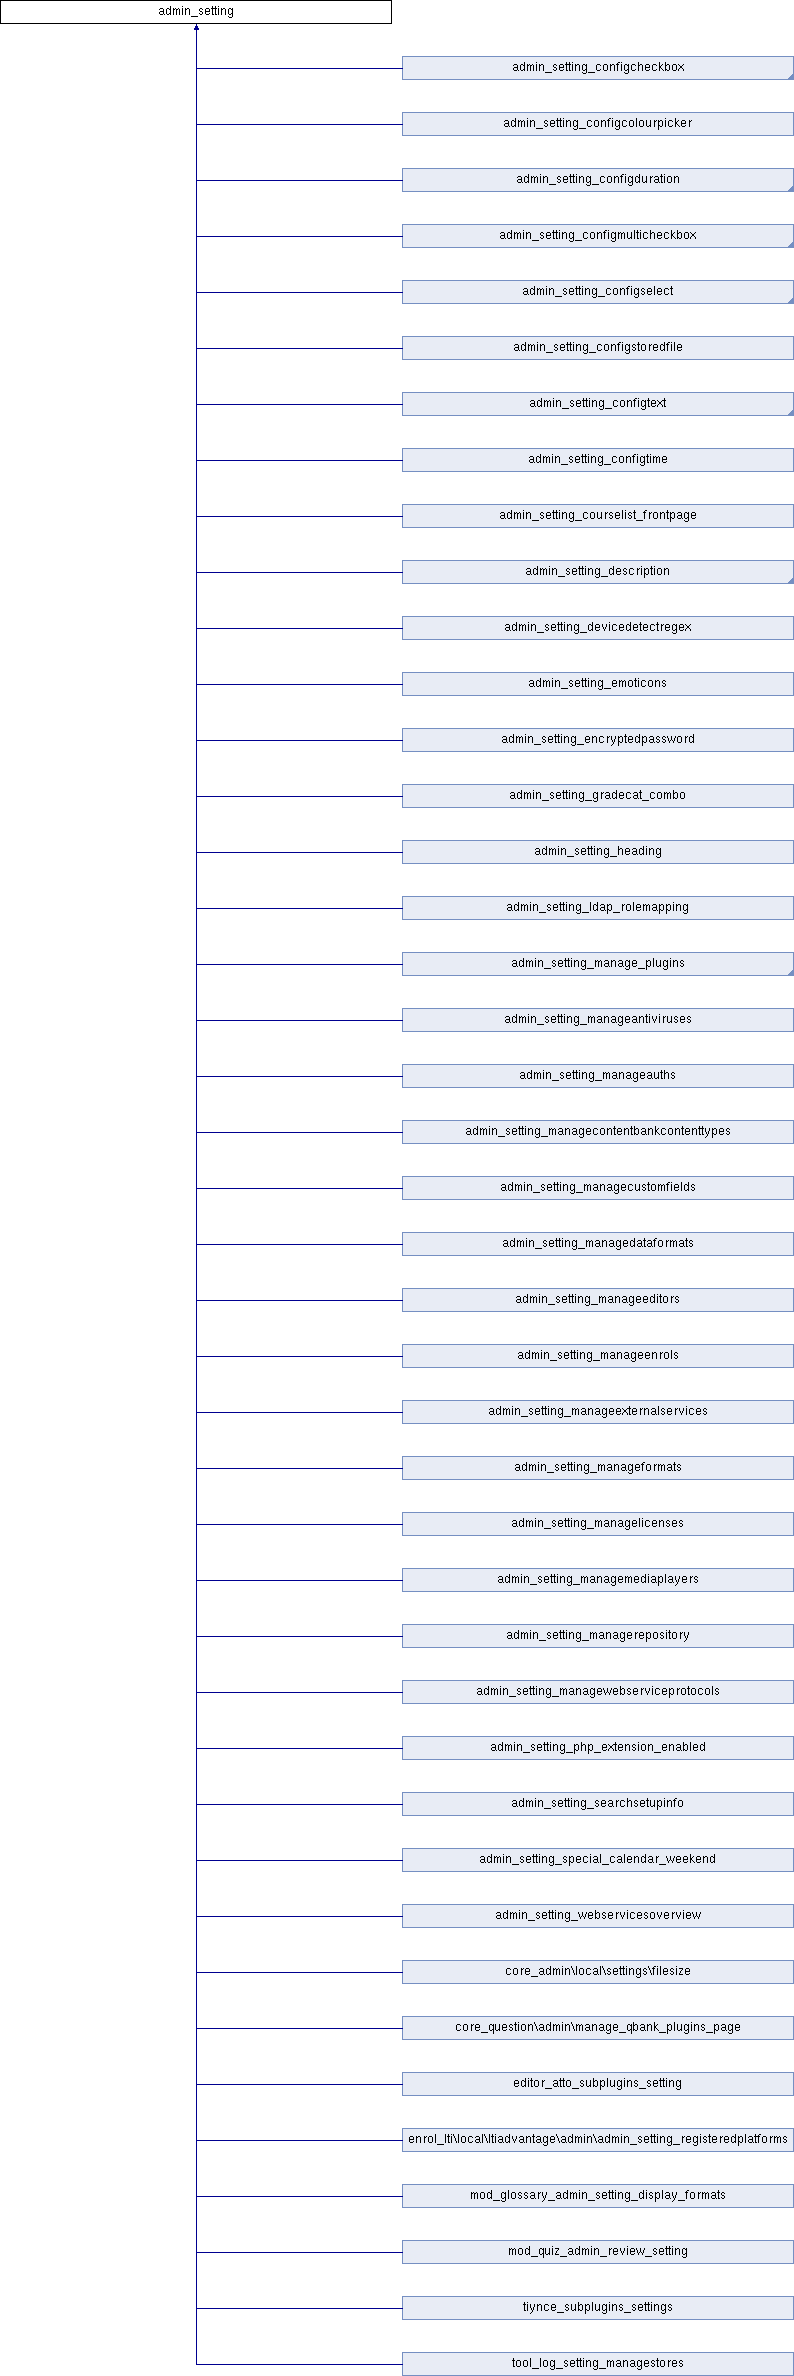 admin_setting
admin_setting_configcheckbox
admin_setting_configcolourpicker
admin_setting_configduration
admin_setting_configmulticheckbox
admin_setting_configselect
admin_setting_configstoredfile
admin_setting_configtext
admin_setting_configtime
admin_setting_courselist_frontpage
admin_setting_description
admin_setting_devicedetectregex
admin_setting_emoticons
admin_setting_encryptedpassword
admin_setting_gradecat_combo
admin_setting_heading
admin_setting_ldap_rolemapping
admin_setting_manage_plugins
admin_setting_manageantiviruses
admin_setting_manageauths
admin_setting_managecontentbankcontenttypes
admin_setting_managecustomfields
admin_setting_managedataformats
admin_setting_manageeditors
admin_setting_manageenrols
admin_setting_manageexternalservices
admin_setting_manageformats
admin_setting_managelicenses
admin_setting_managemediaplayers
admin_setting_managerepository
admin_setting_managewebserviceprotocols
admin_setting_php_extension_enabled
admin_setting_searchsetupinfo
admin_setting_special_calendar_weekend
admin_setting_webservicesoverview
core_admin\local\settings\filesize
core_question\admin\manage_qbank_plugins_page
editor_atto_subplugins_setting
enrol_lti\local\ltiadvantage\admin\admin_setting_registeredplatforms
mod_glossary_admin_setting_display_formats
mod_quiz_admin_review_setting
tiynce_subplugins_settings
tool_log_setting_managestores